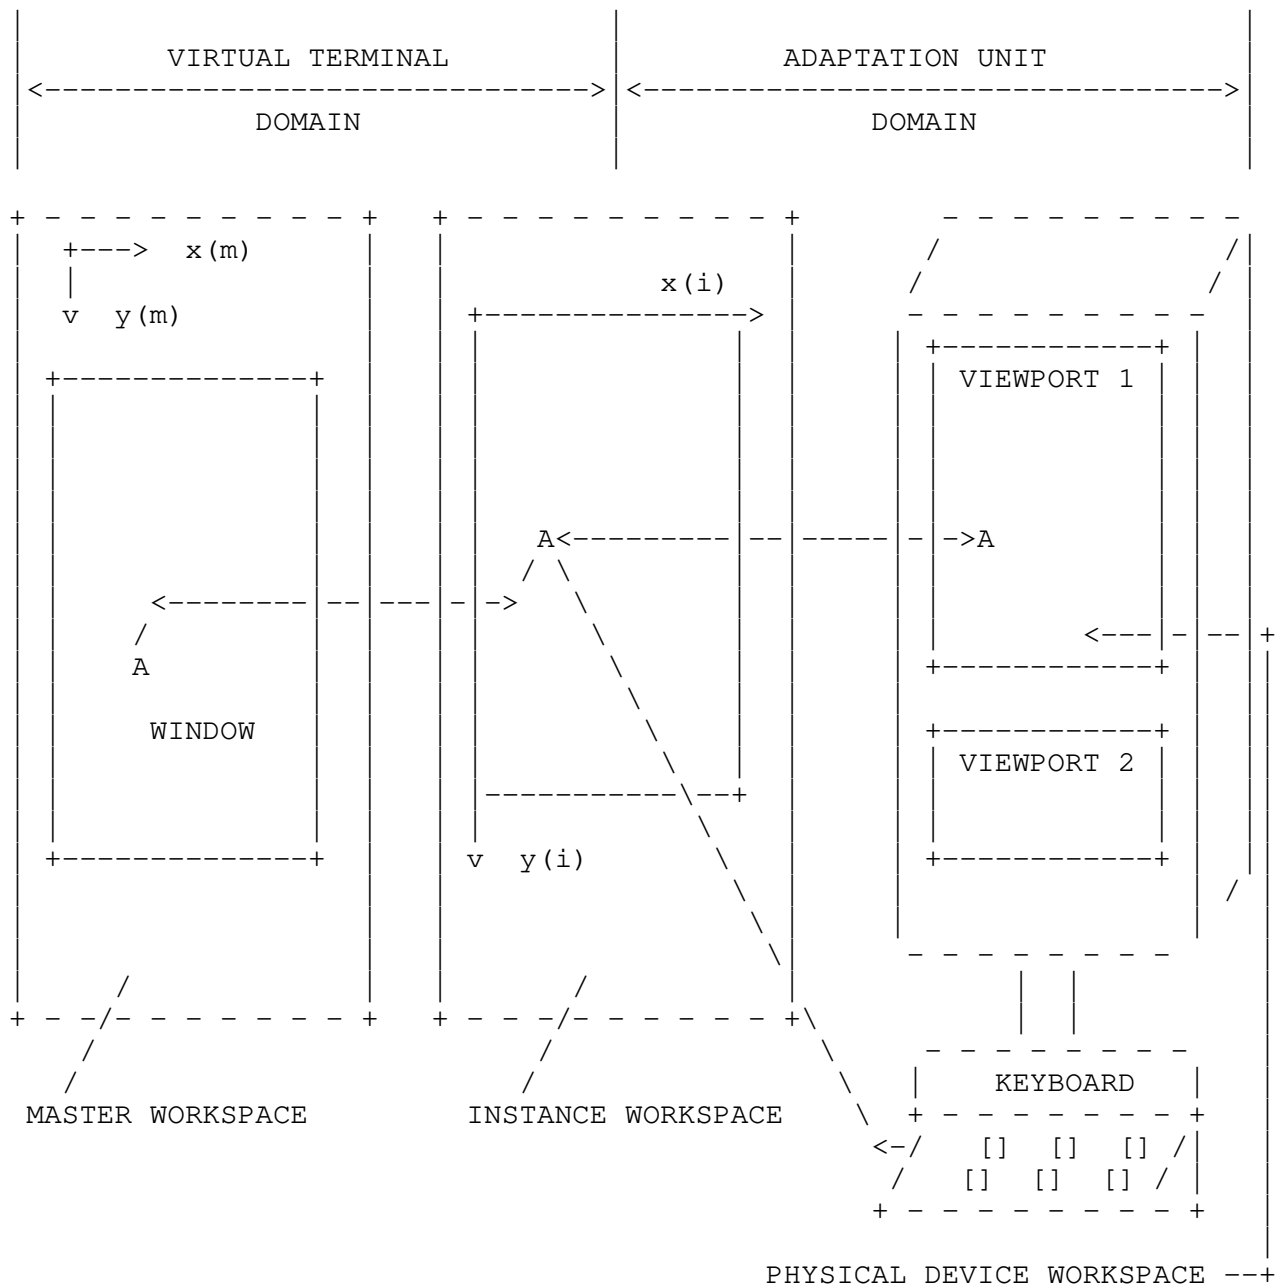 VIRTUAL TERMINAL ADAPTATION UNIT
DOMAIN DOMAIN
x(m)
x(i)
y(m)
VIEWPORT 1
A A
A
WINDOW
VIEWPORT 2
y(i)
KEYBOARD
MASTER WORKSPACE INSTANCE WORKSPACE
[] [] []
[] [] []
PHYSICAL DEVICE WORKSPACE